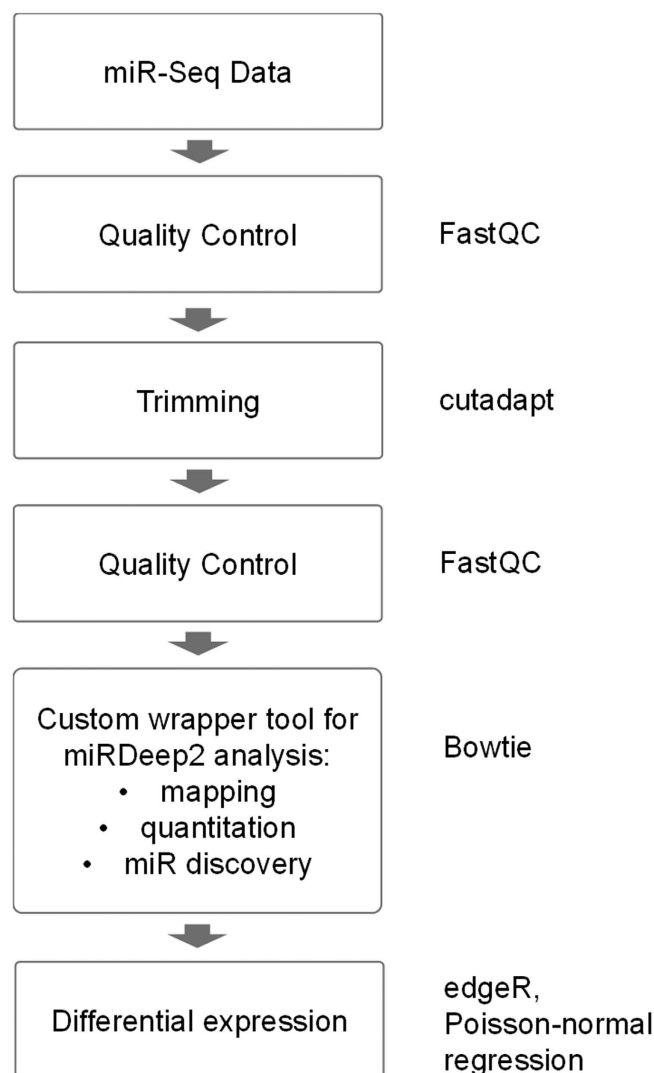 miR-Seq Data
Quality Control
FastQC
Trimming
cutadapt
Quality Control
FastQC
Custom wrapper tool for
miRDeep2 analysis:
• mapping
• quantitation
• miR discovery
Bowtie
Differential expression
edgeR,
Poisson-normal
regression